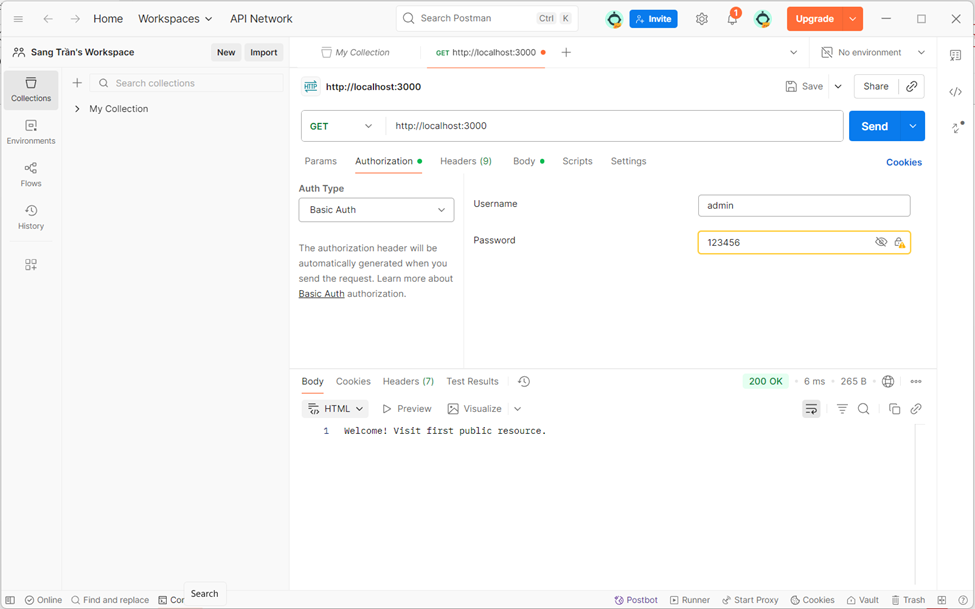 Home Workspaces API Network Search Postman Ctrl K Invite 1 Upgrade
Sang Trần's Workspace New Import My Collection GET http://localhost:3000 No environment
Collections
Search collections
My Collection
Environments
Flows
History
HTTP http://localhost:3000 Save Share
GET http://localhost:3000 Send
Params Authorization Headers (9) Body Scripts Settings Cookies
Auth Type
Basic Auth
The authorization header will be
automatically generated when you
send the request. Learn more about
Basic Auth authorization.
Username admin
Password 123456
Body Cookies Headers (7) Test Results 200 OK 6 ms 265 B
HTML Preview Visualize
1 Welcome! Visit first public resource.
Search
Online Find and replace Con Postbot Runner Start Proxy Cookies Vault Trash